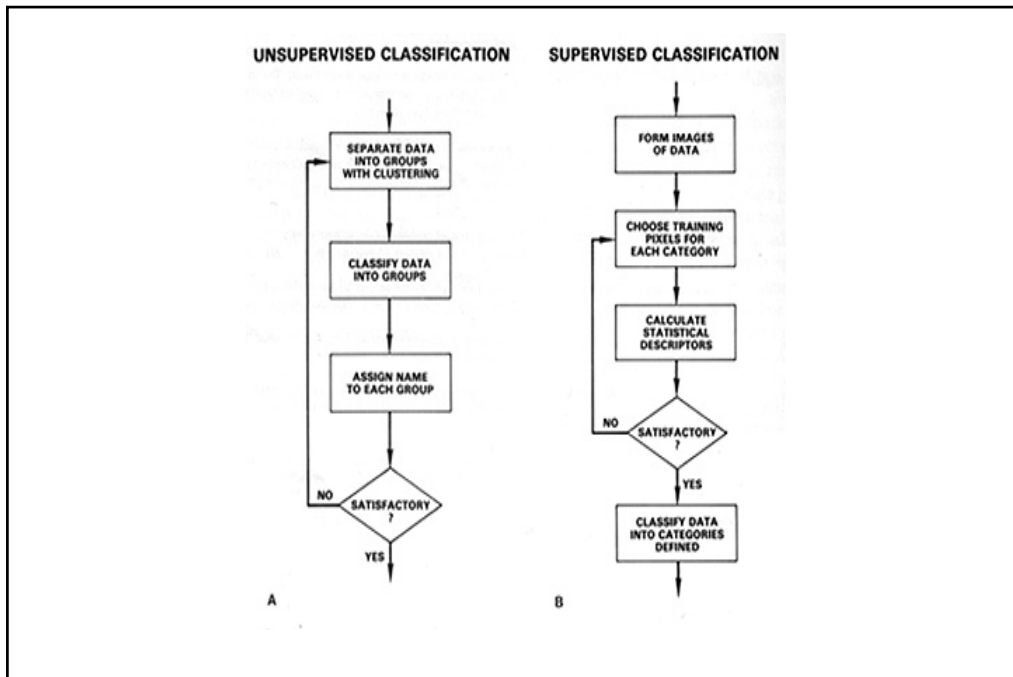 UNSUPERVISED CLASSIFICATION
SEPARATE DATA
INTO GROUPS
WITH CLUSTERING
CLASSIFY DATA
INTO GROUPS
ASSIGN NAME
TO EACH GROUP
NO
SATISFACTORY
?
YES
A
SUPERVISED CLASSIFICATION
FORM IMAGES
OF DATA
CHOOSE TRAINING
PIXELS FOR
EACH CATEGORY
CALCULATE
STATISTICAL
DESCRIPTORS
NO
SATISFACTORY
?
YES
CLASSIFY DATA
INTO CATEGORIES
DEFINED
B